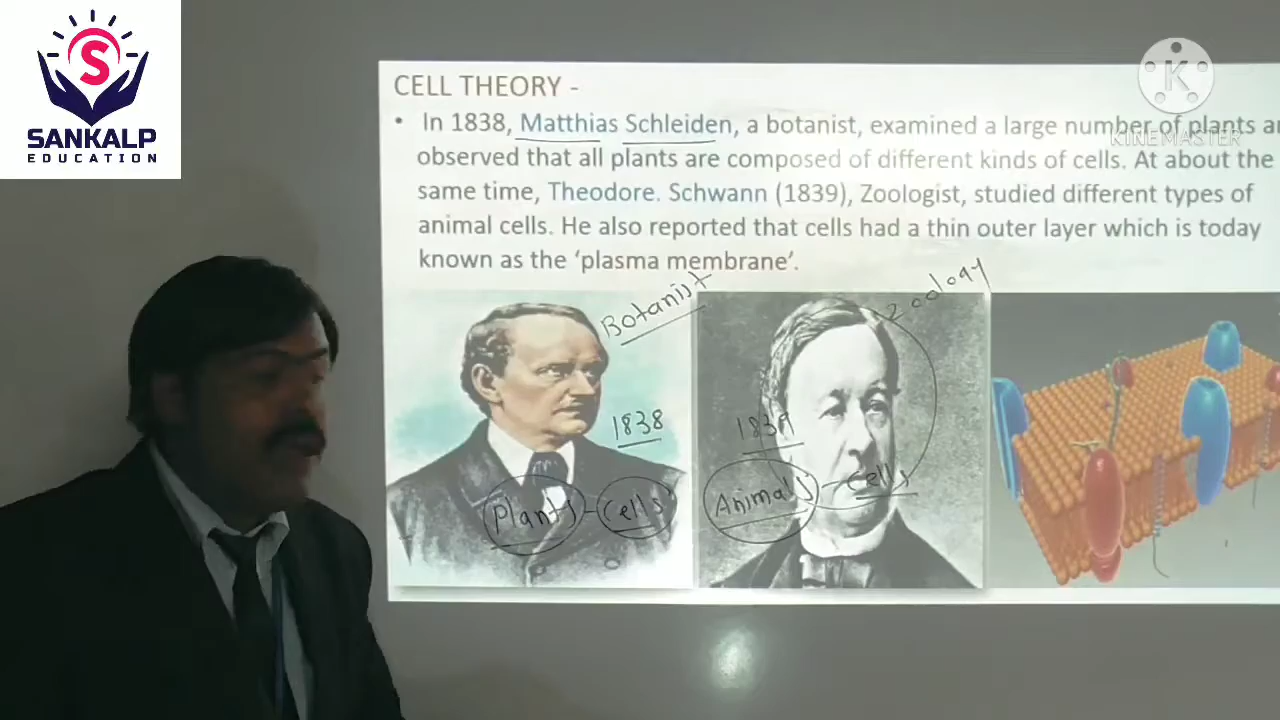 SANKALP
EDUCATION
KINEMASTER
CELL THEORY -
• In 1838, Matthias Schleiden, a botanist, examined a large number of plants an
observed that all plants are composed of different kinds of cells. At about the
same time, Theodore. Schwann (1839), Zoologist, studied different types of
animal cells. He also reported that cells had a thin outer layer which is today
known as the ‘plasma membrane’.
Botanist
Zoology
1838
1839
Plants - Cells
Animals - Cells